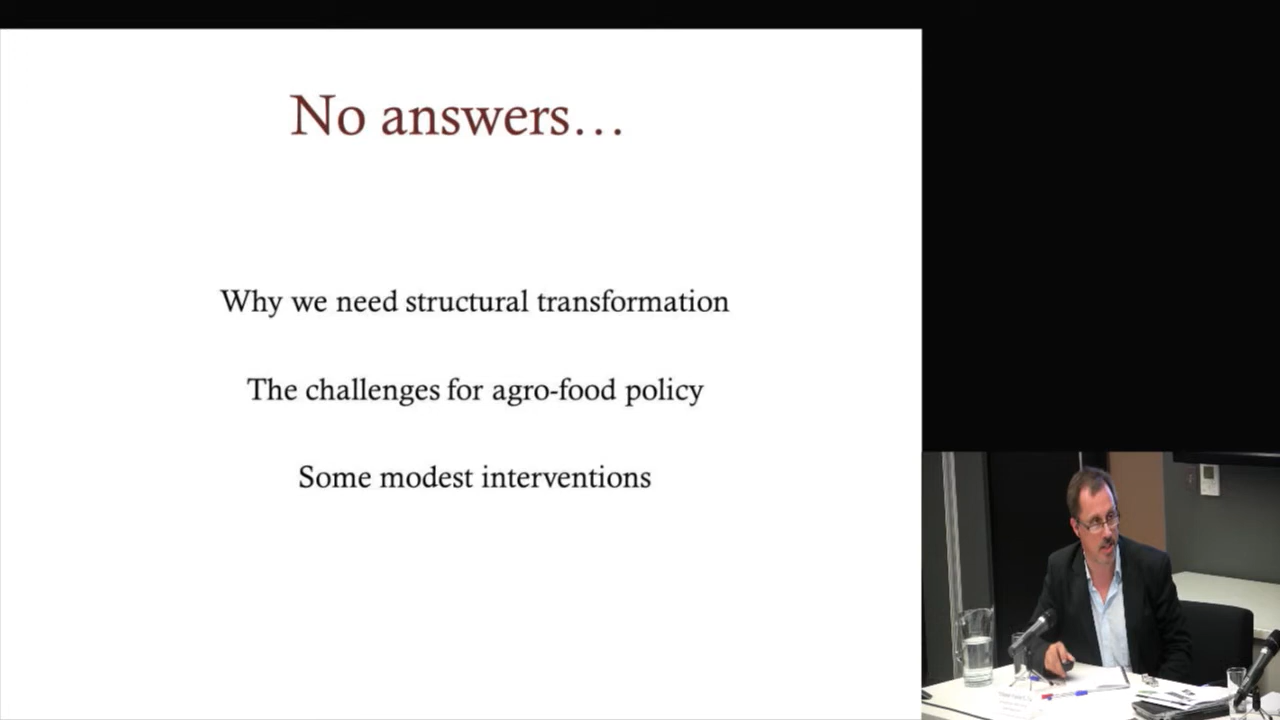 No answers…
Why we need structural transformation
The challenges for agro-food policy
Some modest interventions